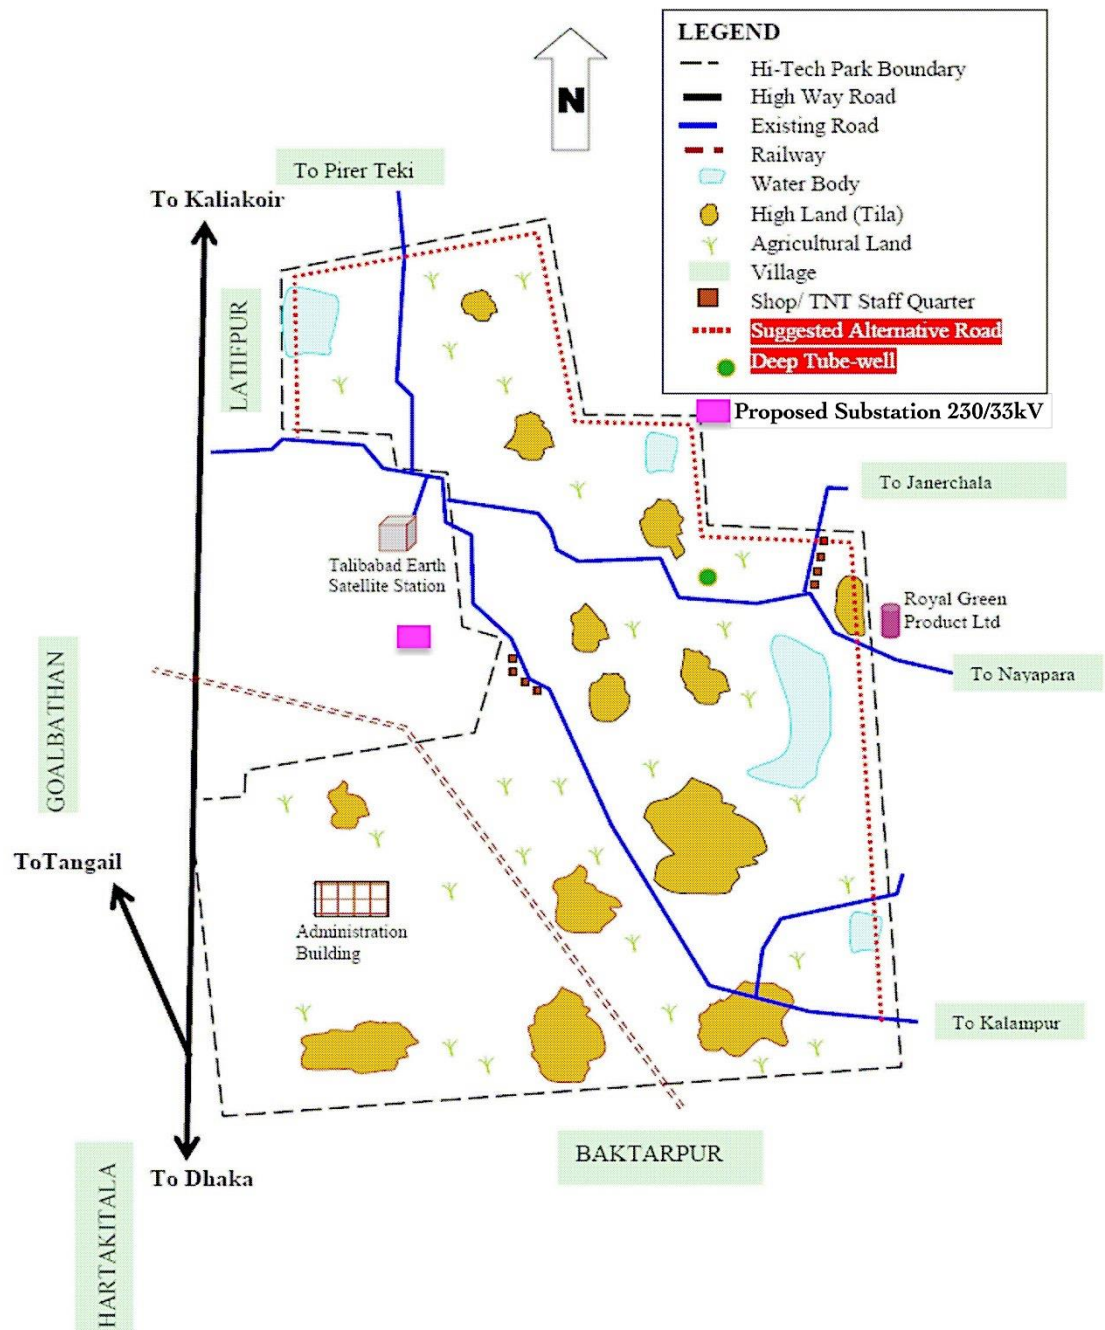 N
LEGEND
Hi-Tech Park Boundary
High Way Road
Existing Road
Railway
Water Body
High Land (Tila)
Agricultural Land
Village
Shop/ TNT Staff Quarter
Suggested Alternative Road
Deep Tube-well
Proposed Substation 230/33kV
To Pirer Teki
To Kaliakoir
LATIFPUR
To Janerchala
Talibabad Earth
Satellite Station
Royal Green
Product Ltd
To Nayapara
GOALBATHAN
ToTangail
Administration
Building
To Kalampur
BAKTARPUR
To Dhaka
HARTAKITALA